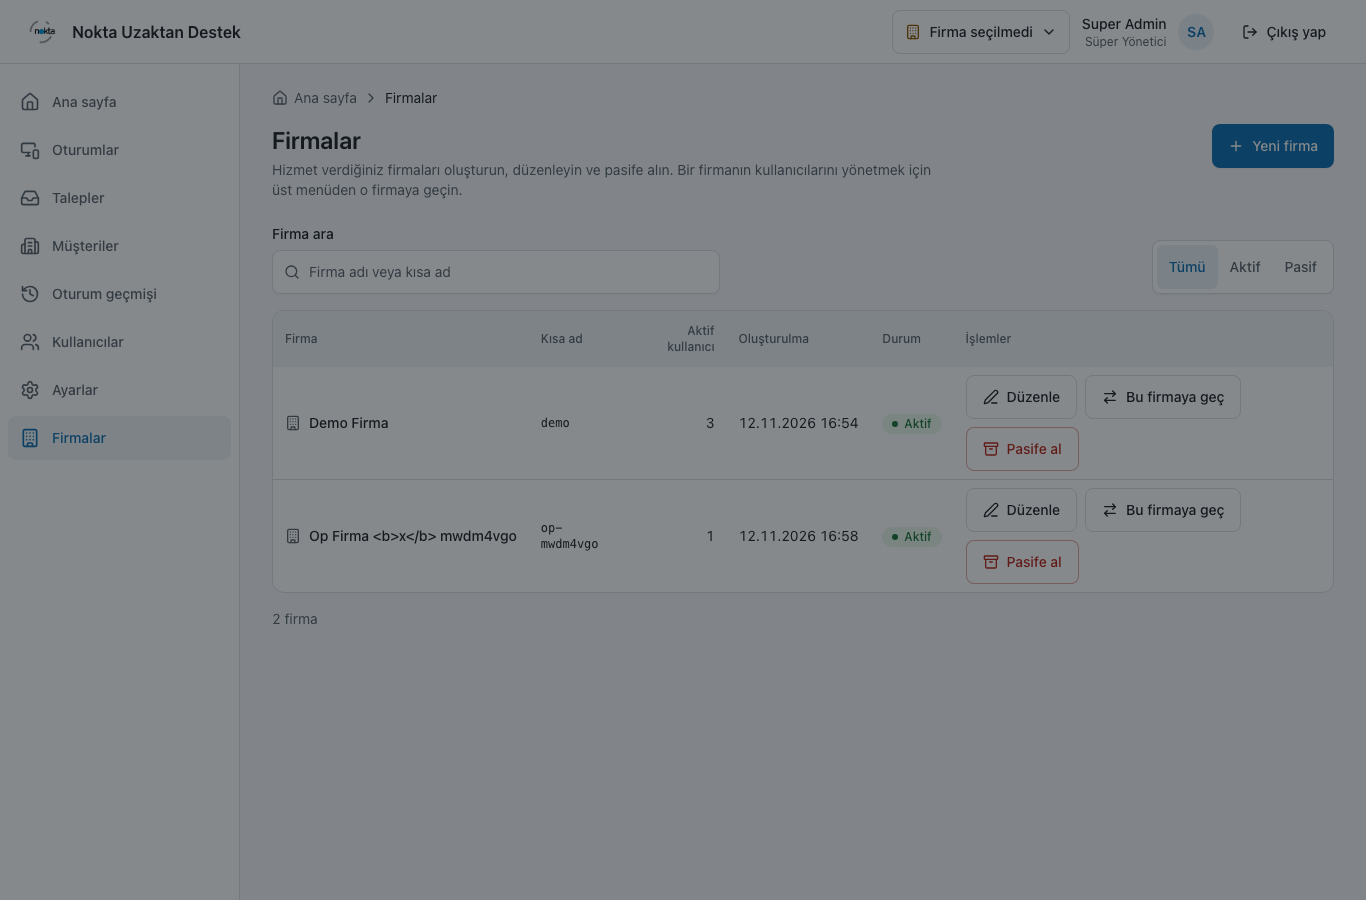 nokta
Nokta Uzaktan Destek
Firma seçilmedi
Super Admin
Süper Yönetici
SA
Çıkış yap
Ana sayfa
Oturumlar
Talepler
Müşteriler
Oturum geçmişi
Kullanıcılar
Ayarlar
Firmalar
Ana sayfa
Firmalar
Firmalar
Hizmet verdiğiniz firmaları oluşturun, düzenleyin ve pasife alın. Bir firmanın kullanıcılarını yönetmek için
üst menüden o firmaya geçin.
+ Yeni firma
Firma ara
Firma adı veya kısa ad
Tümü Aktif Pasif
Firma Kısa ad Aktif kullanıcı Oluşturulma Durum İşlemler
Demo Firma demo 3 12.11.2026 16:54 Aktif Düzenle Bu firmaya geç
Pasife al
Op Firma <b>x</b> mwdm4vgo op-mwdm4vgo 1 12.11.2026 16:58 Aktif Düzenle Bu firmaya geç
Pasife al
2 firma